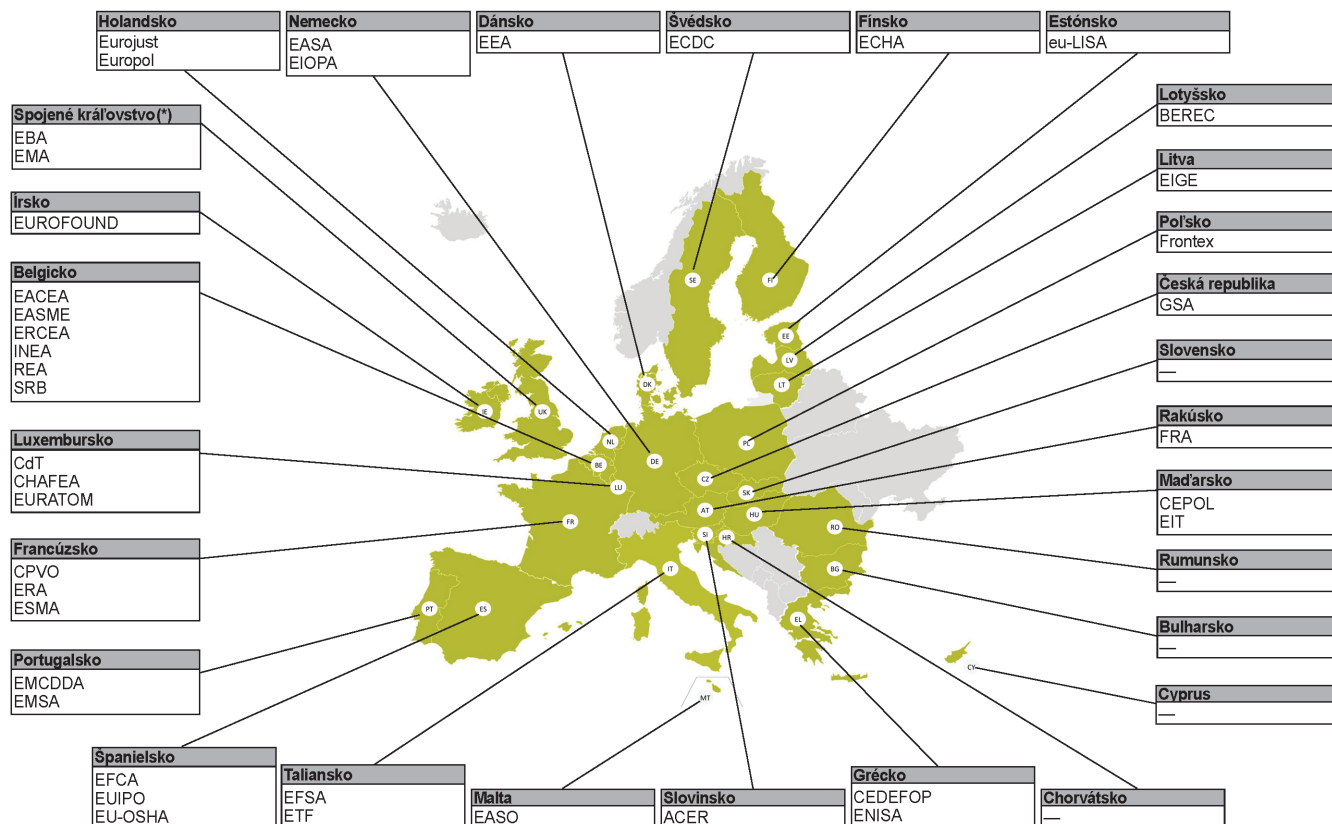 Holandsko
Eurojust
Europol
Nemecko
EASA
EIOPA
Dánsko
EEA
Švédsko
ECDC
Fínsko
ECHA
Estónsko
eu-LISA
Spojené kráľovstvo(*)
EBA
EMA
Írsko
EUROFOUND
Belgicko
EACEA
EASME
ERCEA
INEA
REA
SRB
Luxembursko
CdT
CHAFEA
EURATOM
Francúzsko
CPVO
ERA
ESMA
Portugalsko
EMCDDA
EMSA
Španielsko
EFCA
EUIPO
EU-OSHA
Taliansko
EFSA
ETF
Malta
EASO
Slovinsko
ACER
Grécko
CEDEFOP
ENISA
Chorvátsko
—
Lotyšsko
BEREC
Litva
EIGE
Poľsko
Frontex
Česká republika
GSA
Slovensko
—
Rakúsko
FRA
Maďarsko
CEPOL
EIT
Rumunsko
—
Bulharsko
—
Cyprus
—
SE
FI
EE
LV
LT
DK
IE
UK
NL
BE
DE
PL
LU
CZ
SK
AT
HU
FR
SI
HR
RO
IT
BG
PT
ES
EL
CY
MT